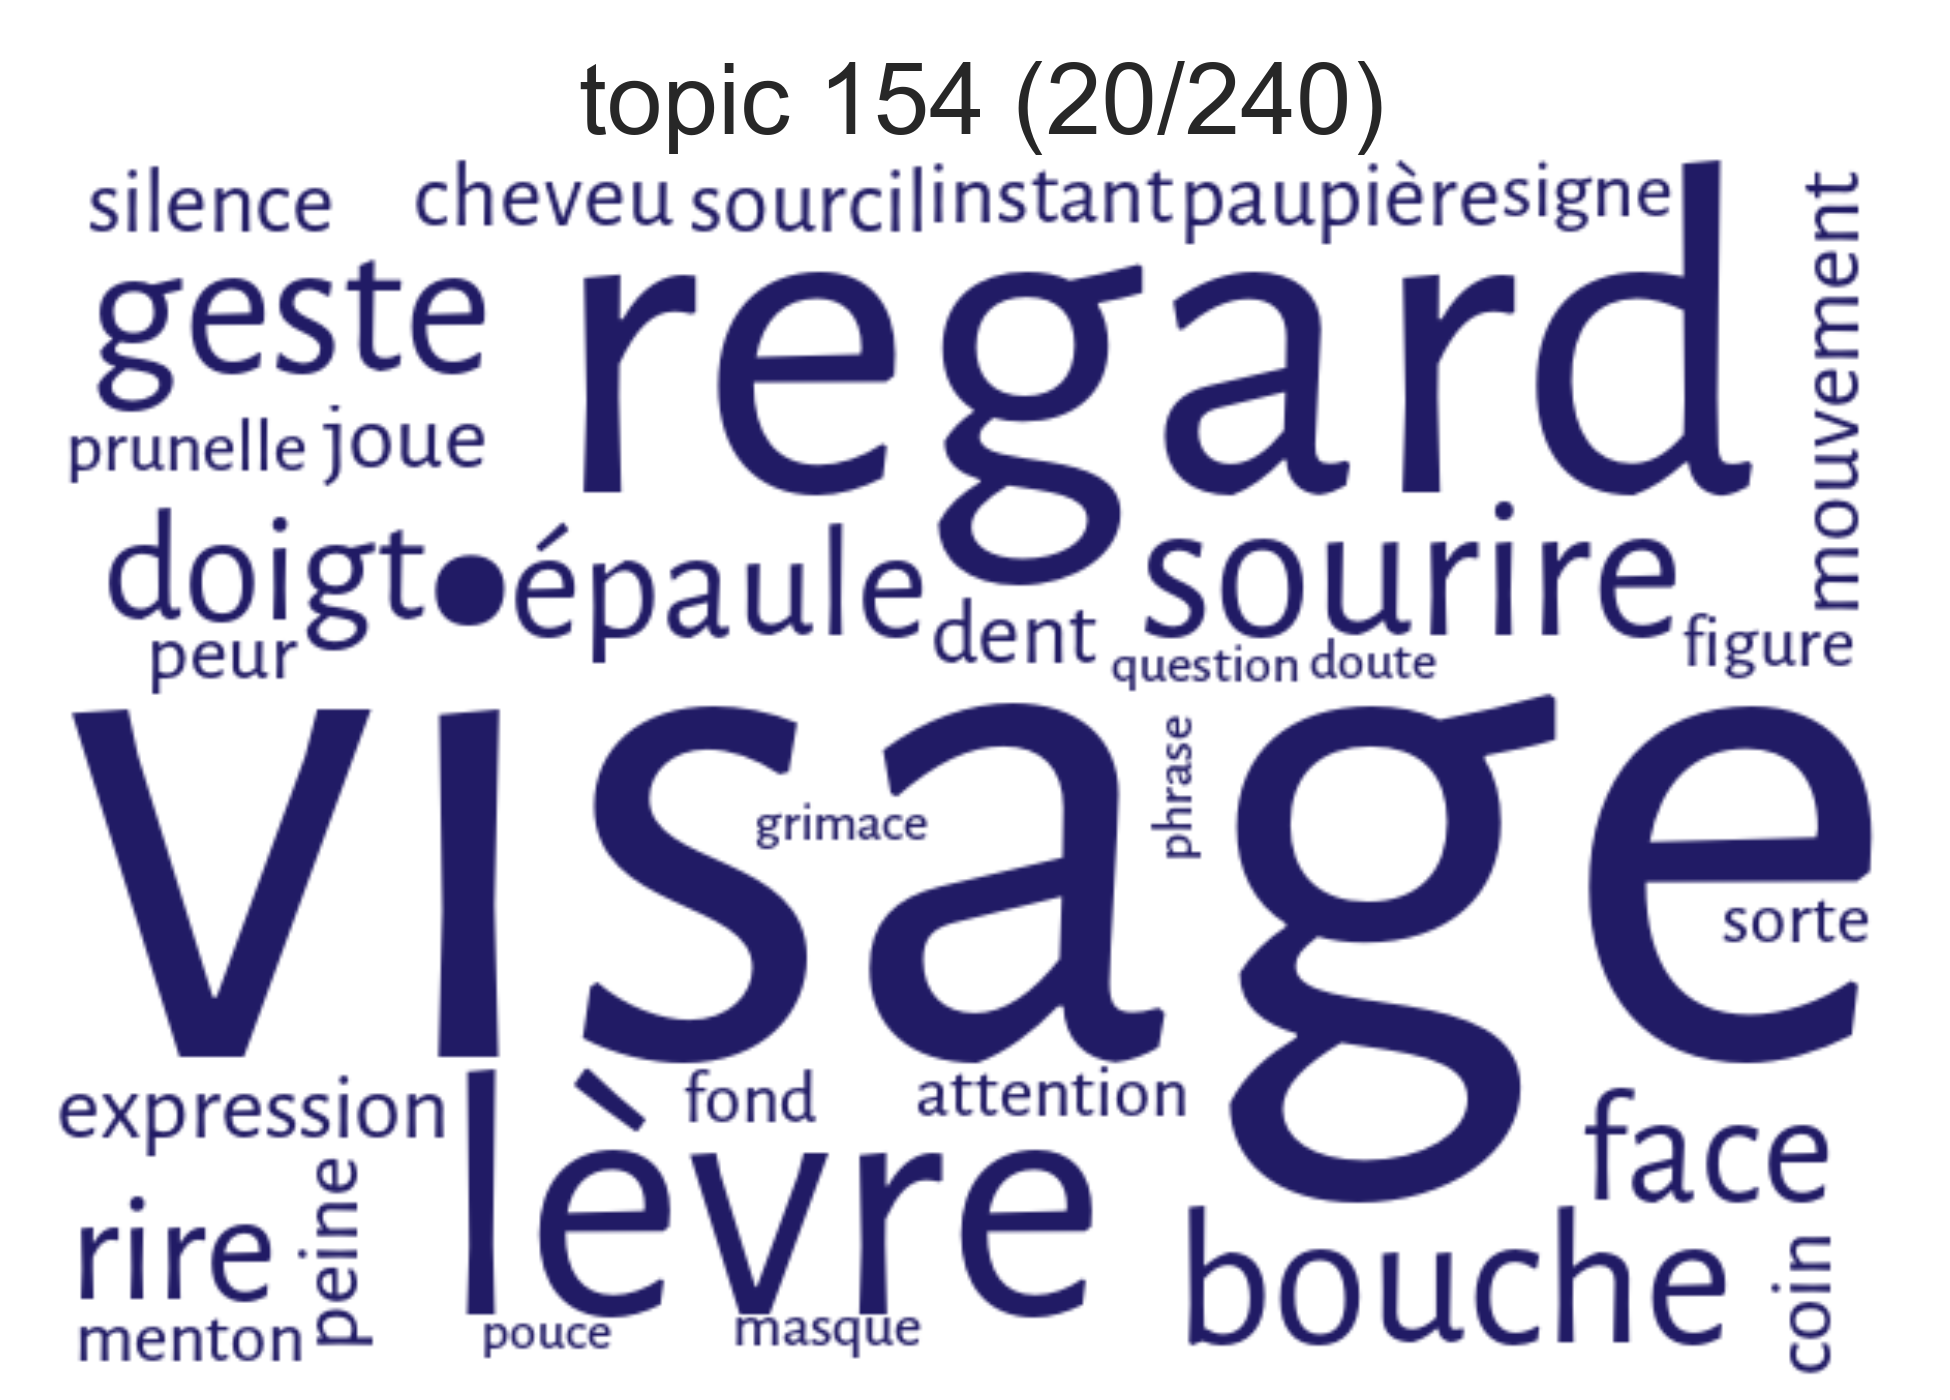 topic 154 (20/240)
silence cheveu sourcil instant paupière signe
mouvement
geste regard
prunelle joue
doigt épaule sourire
peur dent question doute figure
visage
grimace phrase
sorte
expression fond attention
lèvre face
rire peine bouche coin
menton pouce masque